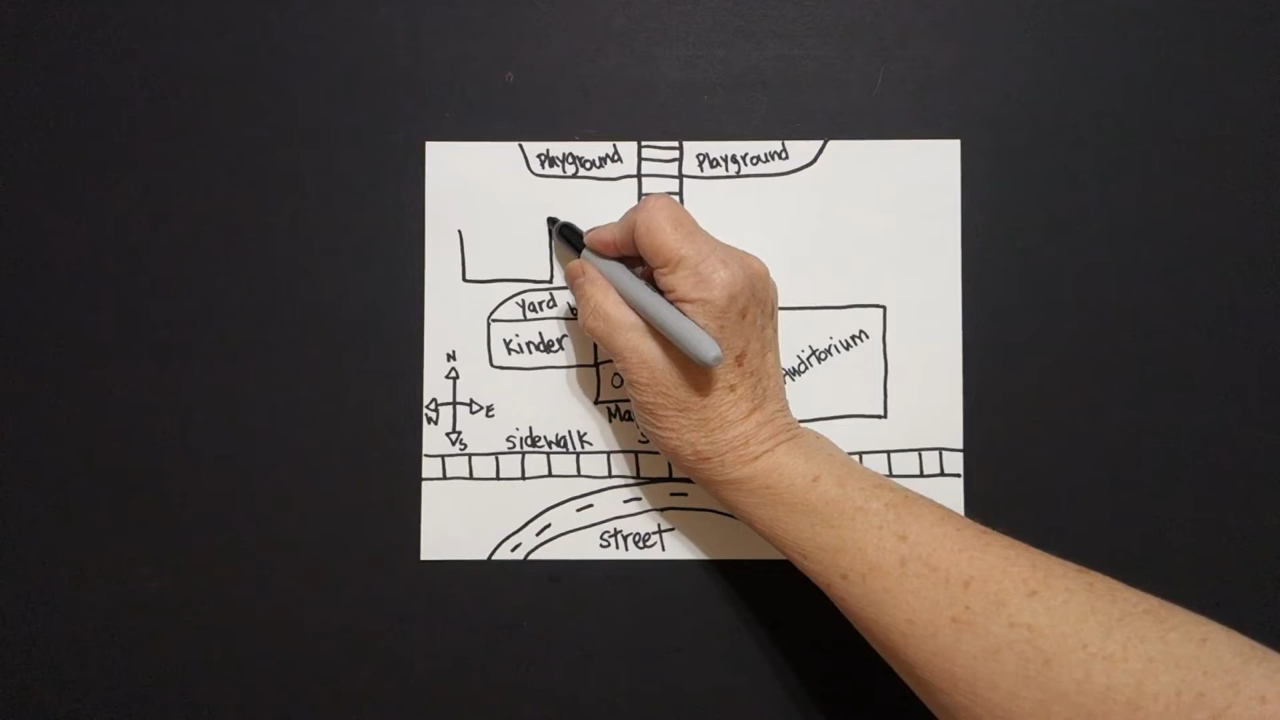 Playground Playground
Yard
Kinder
Auditorium
N
W E
S
sidewalk
street